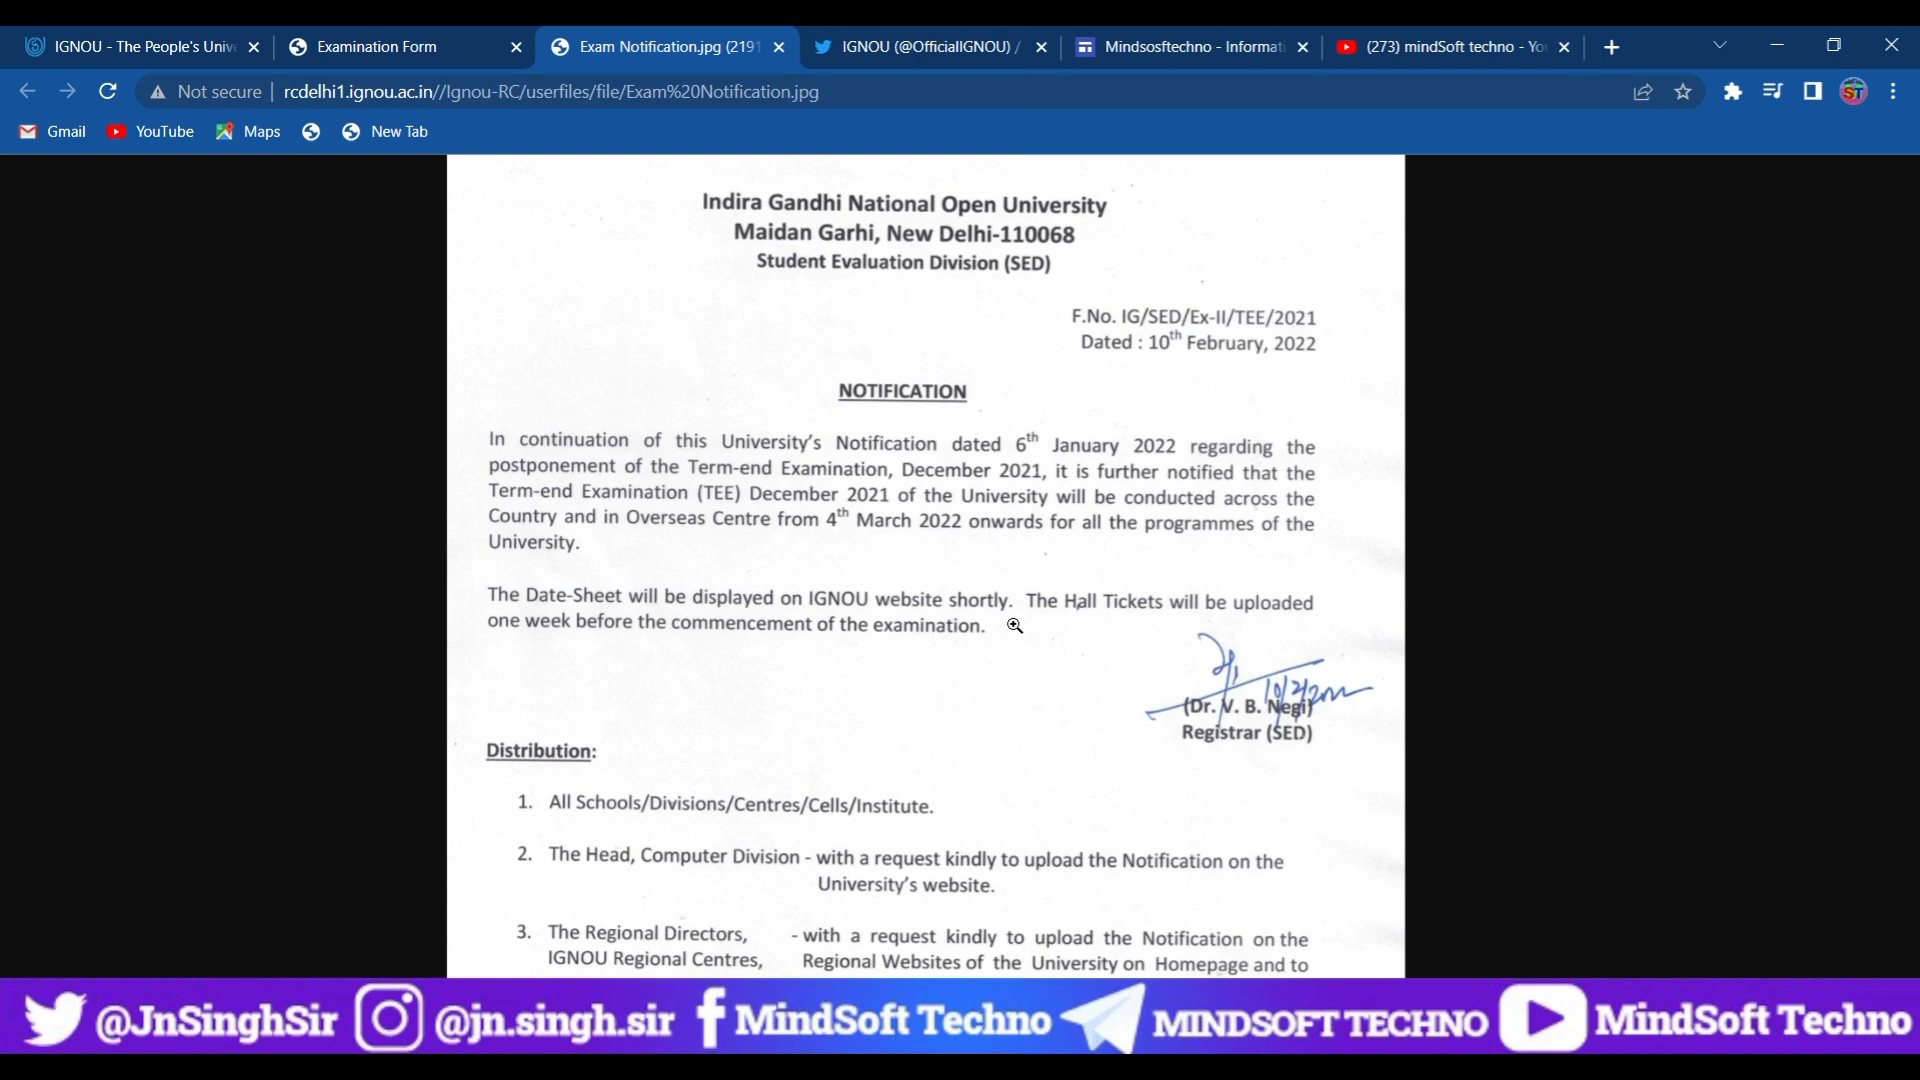 IGNOU - The People's Unive
Examination Form
Exam Notification.jpg (2191
IGNOU (@OfficialIGNOU) /
Mindsosftechno - Informati
(273) mindSoft techno - Yo
Not secure
rcdelhi1.ignou.ac.in//Ignou-RC/userfiles/file/Exam%20Notification.jpg
ST
Gmail
YouTube
Maps
New Tab
Indira Gandhi National Open University
Maidan Garhi, New Delhi-110068
Student Evaluation Division (SED)
F.No. IG/SED/Ex-II/TEE/2021
Dated : 10th February, 2022
NOTIFICATION
In continuation of this University's Notification dated 6th January 2022 regarding the
postponement of the Term-end Examination, December 2021, it is further notified that the
Term-end Examination (TEE) December 2021 of the University will be conducted across the
Country and in Overseas Centre from 4th March 2022 onwards for all the programmes of the
University.
The Date-Sheet will be displayed on IGNOU website shortly. The Hall Tickets will be uploaded
one week before the commencement of the examination.
10/2/2022
(Dr. V. B. Negi)
Registrar (SED)
Distribution:
1. All Schools/Divisions/Centres/Cells/Institute.
2. The Head, Computer Division - with a request kindly to upload the Notification on the
University's website.
3. The Regional Directors, - with a request kindly to upload the Notification on the
IGNOU Regional Centres, Regional Websites of the University on Homepage and to
@JnSinghSir @jn.singh.sir MindSoft Techno MINDSOFT TECHNO MindSoft Techno